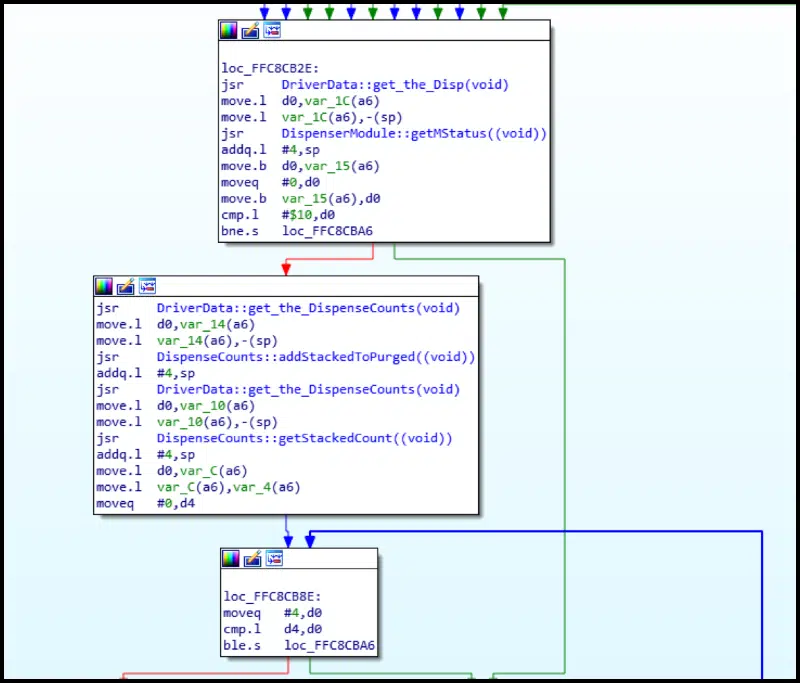 loc_FFC8CB2E:
jsr DriverData::get_the_Disp(void)
move.l d0,var_1C(a6)
move.l var_1C(a6),-(sp)
jsr DispenserModule::getMStatus((void))
addq.l #4,sp
move.b d0,var_15(a6)
moveq #0,d0
move.b var_15(a6),d0
cmp.l #$10,d0
bne.s loc_FFC8CBA6
jsr DriverData::get_the_DispenseCounts(void)
move.l d0,var_14(a6)
move.l var_14(a6),-(sp)
jsr DispenseCounts::addStackedToPurged((void))
addq.l #4,sp
jsr DriverData::get_the_DispenseCounts(void)
move.l d0,var_10(a6)
move.l var_10(a6),-(sp)
jsr DispenseCounts::getStackedCount((void))
addq.l #4,sp
move.l d0,var_C(a6)
move.l var_C(a6),var_4(a6)
moveq #0,d4
loc_FFC8CB8E:
moveq #4,d0
cmp.l d4,d0
ble.s loc_FFC8CBA6